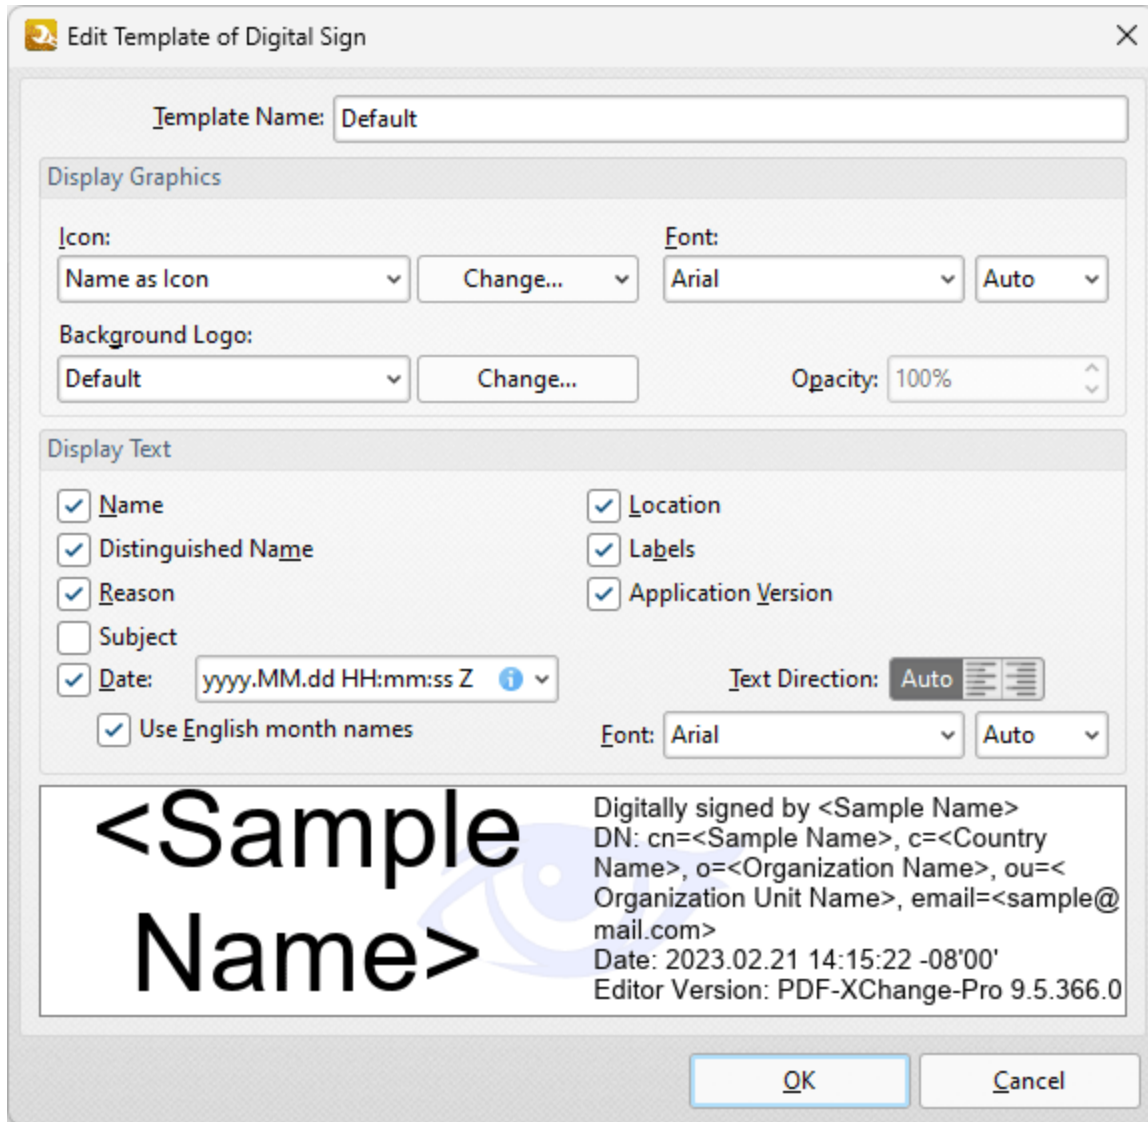 Edit Template of Digital Sign
Template Name: Default
Display Graphics
Icon: Font:
Name as Icon Change... Arial Auto
Background Logo:
Default Change... Opacity: 100%
Display Text
Name Location
Distinguished Name Labels
Reason Application Version
Subject
Date: yyyy.MM.dd HH:mm:ss Z Text Direction: Auto
Use English month names Font: Arial Auto
<Sample
Name>
Digitally signed by <Sample Name>
DN: cn=<Sample Name>, c=<Country
Name>, o=<Organization Name>, ou=<
Organization Unit Name>, email=<sample@
mail.com>
Date: 2023.02.21 14:15:22 -08'00'
Editor Version: PDF-XChange-Pro 9.5.366.0
OK Cancel